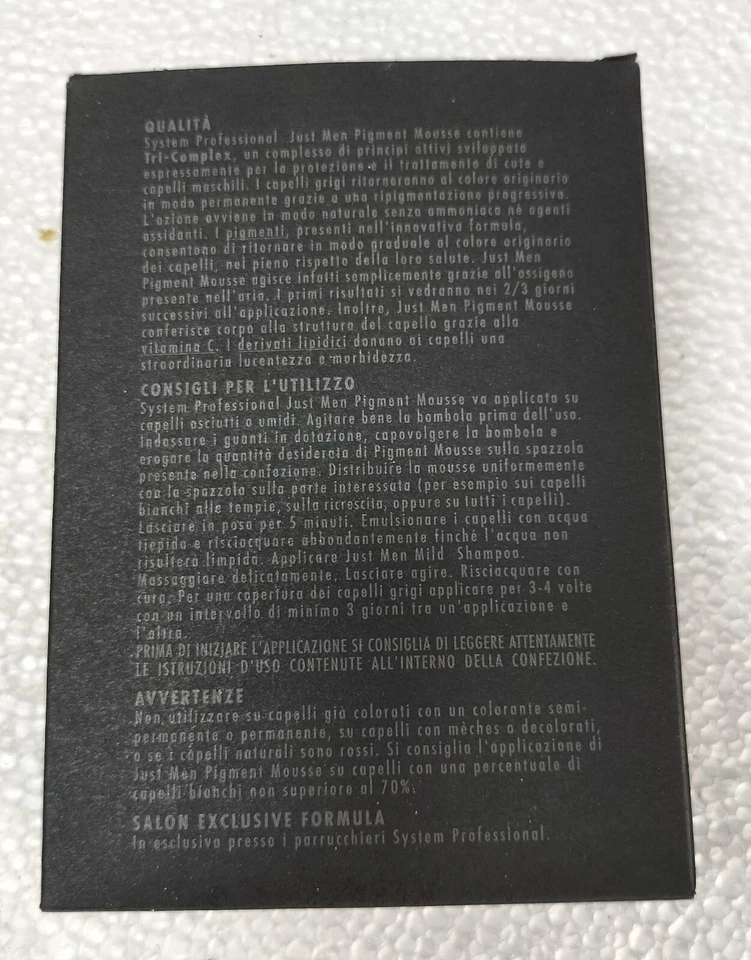 QUALITÀ
System Professional Just Men Pigment Mousse contiene
Tri-Complex, un complesso di principi attivi sviluppato
espressamente per la protezione e il trattamento di cute e
capelli maschili. I capelli grigi ritorneranno al colore originario
in modo permanente grazie a una ripigmentazione progressiva.
L'azione avviene in modo naturale senza ammoniaca né agenti
ossidanti. I pigmenti, presenti nell'innovativa formula,
consentono di ritornare in modo graduale al colore originario
dei capelli, nel pieno rispetto della loro salute. Just Men
Pigment Mousse agisce infatti semplicemente grazie all'ossigeno
presente nell'aria. I primi risultati si vedranno nei 2/3 giorni
successivi all'applicazione. Inoltre, Just Men Pigment Mousse
conferisce corpo alla struttura del capello grazie alla
vitamina C. I derivati lipidici donano ai capelli una
straordinaria lucentezza e morbidezza.
CONSIGLI PER L'UTILIZZO
System Professional Just Men Pigment Mousse va applicata su
capelli asciutti o umidi. Agitare bene la bombola prima dell'uso.
Indossare i guanti in dotazione, capovolgere la bombola e
erogare la quantità desiderata di Pigment Mousse sulla spazzola
presente nella confezione. Distribuire la mousse uniformemente
con la spazzola sulla parte interessata (per esempio sui capelli
bianchi alle tempie, sulla ricrescita, oppure su tutti i capelli).
Lasciare in posa per 5 minuti. Emulsionare i capelli con acqua
tiepida e risciacquare abbondantemente finché l'acqua non
risulterà limpida. Applicare Just Men Mild Shampoo.
Massaggiare delicatamente. Lasciare agire. Risciacquare con
cura. Per una copertura dei capelli grigi applicare per 3-4 volte
con un intervallo di minimo 3 giorni tra un'applicazione e
l'altra.
PRIMA DI INIZIARE L'APPLICAZIONE SI CONSIGLIA DI LEGGERE ATTENTAMENTE
LE ISTRUZIONI D'USO CONTENUTE ALL'INTERNO DELLA CONFEZIONE.
AVVERTENZE
Non utilizzare su capelli già colorati con un colorante semi-
permanente o permanente, su capelli con mèches o decolorati,
o se i capelli naturali sono rossi. Si consiglia l'applicazione di
Just Men Pigment Mousse su capelli con una percentuale di
capelli bianchi non superiore al 70%.
SALON EXCLUSIVE FORMULA
In esclusiva presso i parrucchieri System Professional.